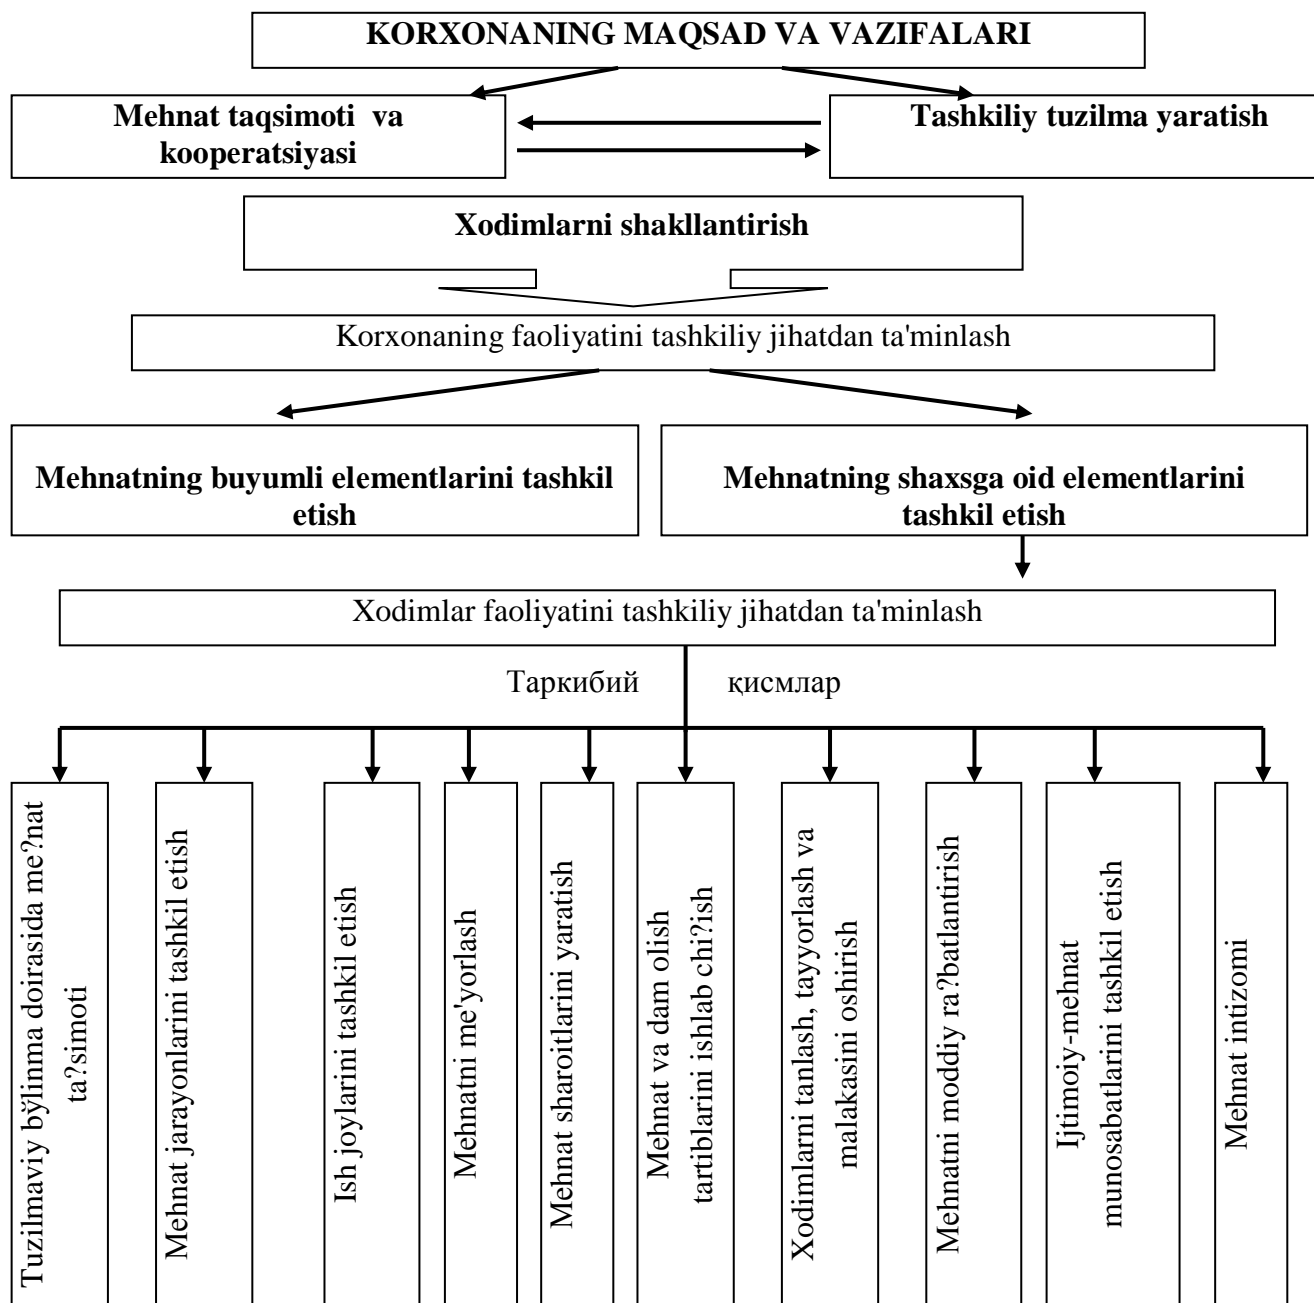 KORXONANING MAQSAD VA VAZIFALARI
Mehnat taqsimoti va
kooperatsiyasi
Tashkiliy tuzilma yaratish
Xodimlarni shakllantirish
Korxonaning faoliyatini tashkiliy jihatdan ta'minlash
Mehnatning buyumli elementlarini tashkil
etish
Mehnatning shaxsga oid elementlarini
tashkil etish
Xodimlar faoliyatini tashkiliy jihatdan ta'minlash
Таркибий қисмлар
Tuzilmaviy bўlinma doirasida me?nat
ta?simoti
Mehnat jarayonlarini tashkil etish
Ish joylarini tashkil etish
Mehnatni me'yorlash
Mehnat sharoitlarini yaratish
Mehnat va dam olish
tartiblarini ishlab chi?ish
Xodimlarni tanlash, tayyorlash va
malakasini oshirish
Mehnatni moddiy ra?batlantirish
Ijtimoiy-mehnat
munosabatlarini tashkil etish
Mehnat intizomi